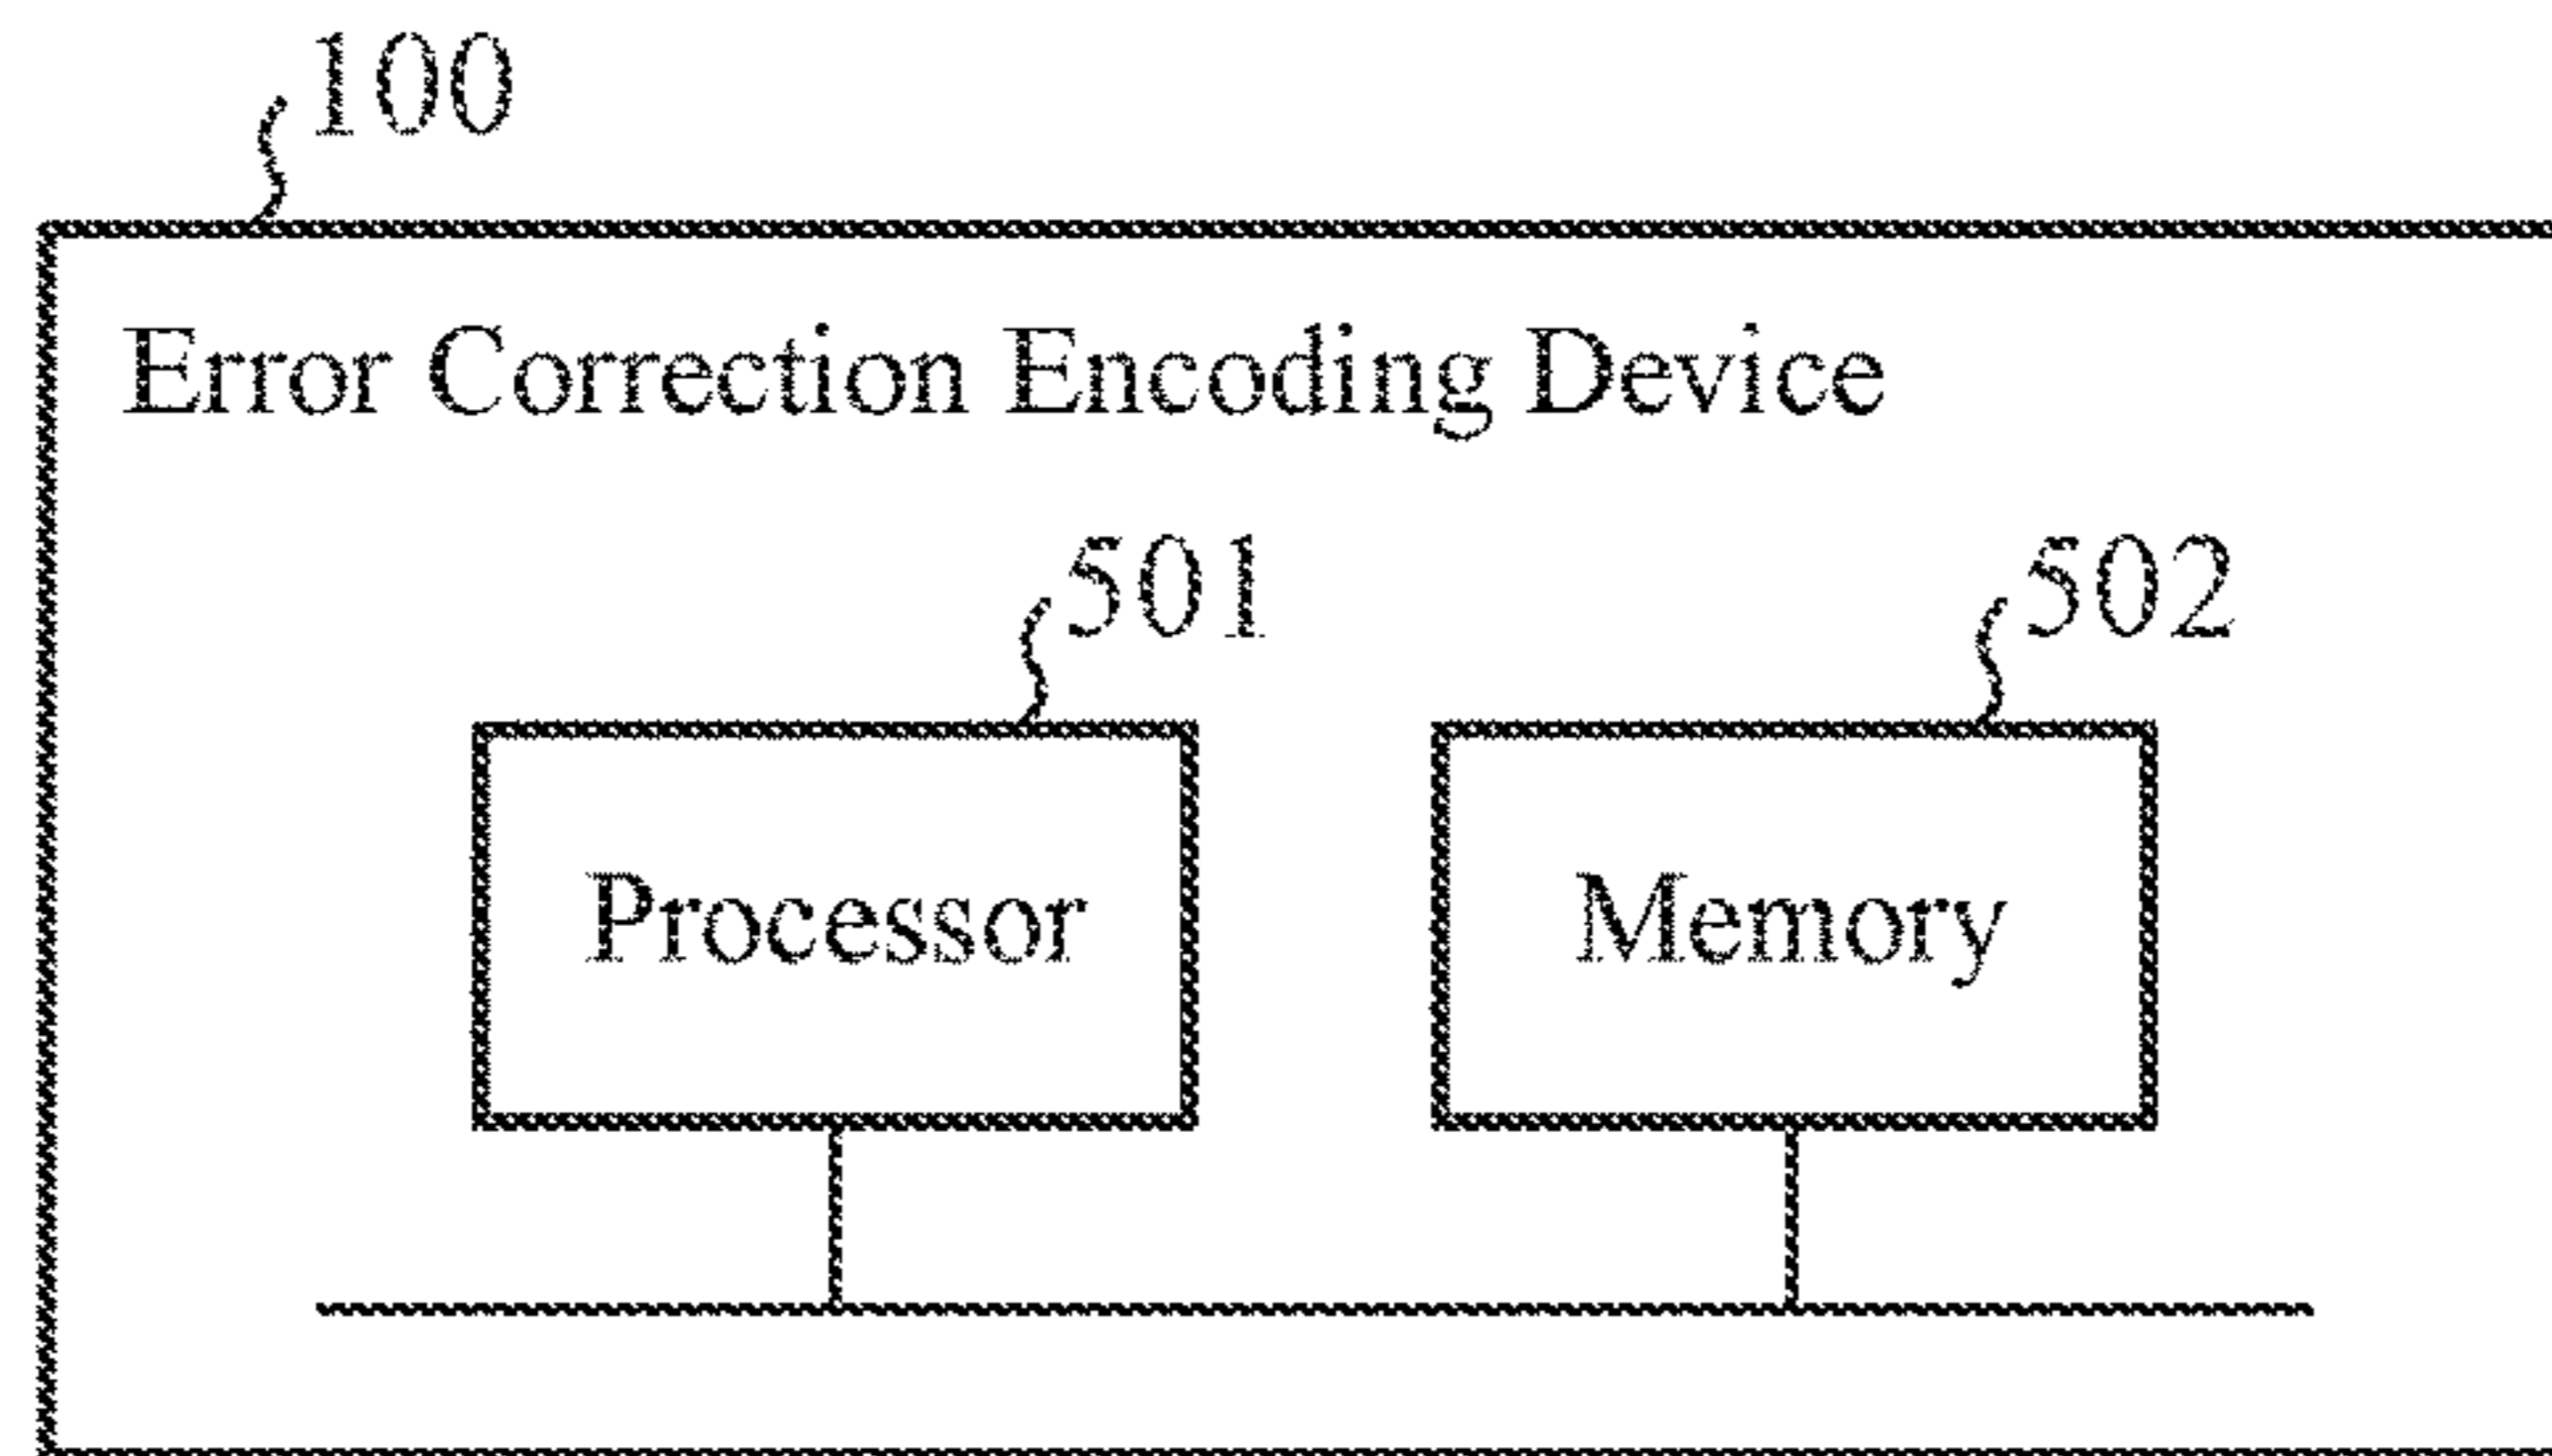 100
Error Correction Encoding Device
501
502
Processor
Memory